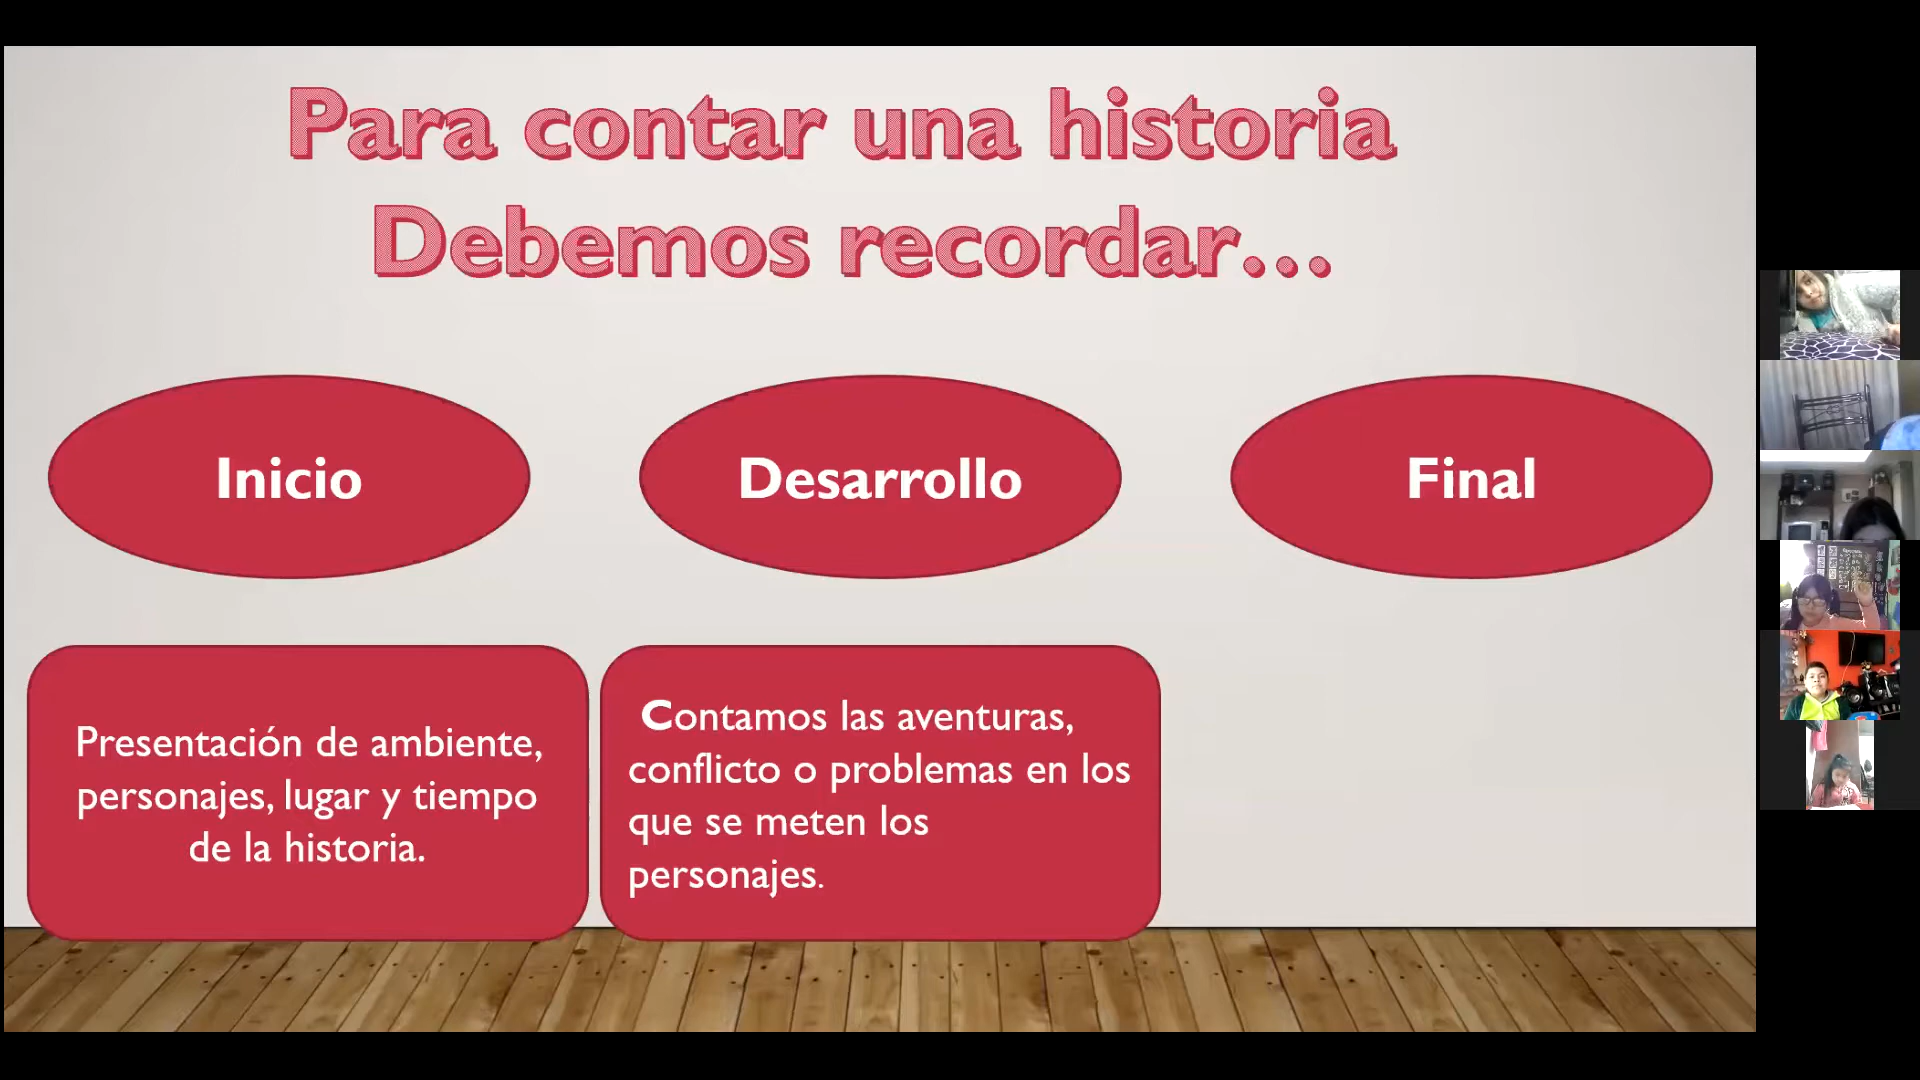 Para contar una historia
Debemos recordar...
Inicio
Desarrollo
Final
Presentación de ambiente,
personajes, lugar y tiempo
de la historia.
Contamos las aventuras,
conflicto o problemas en los
que se meten los
personajes.